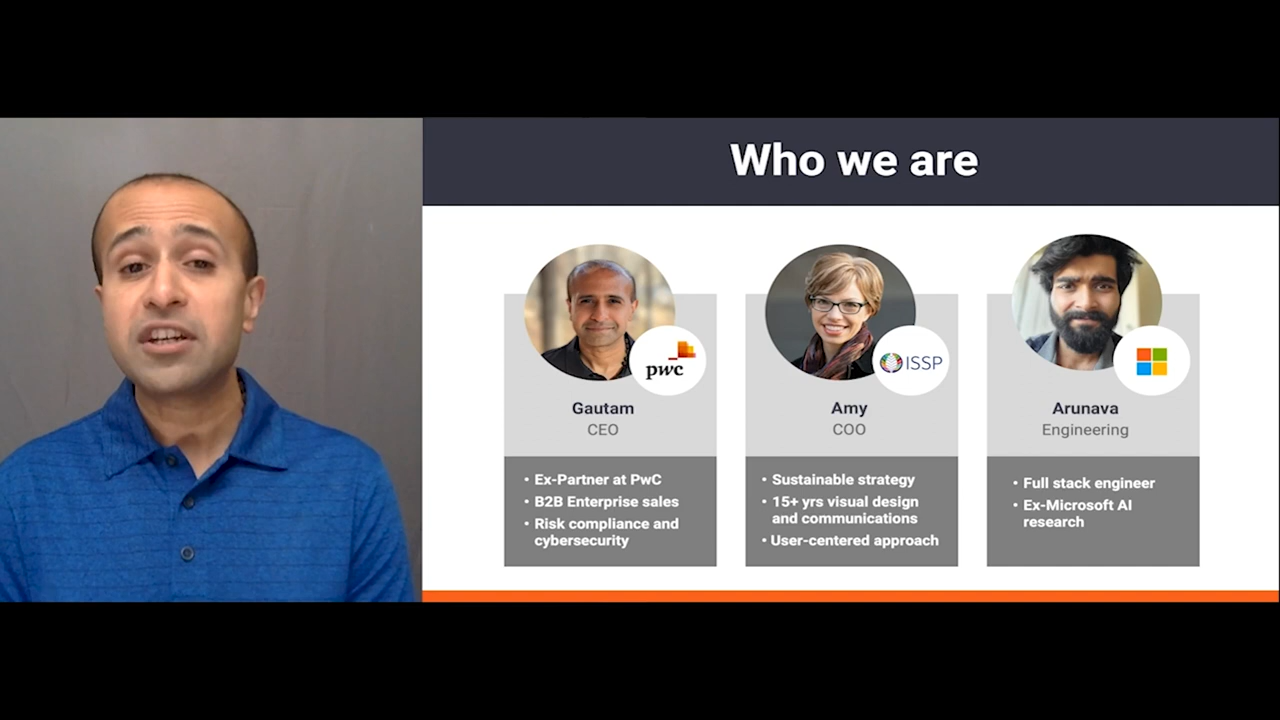 Who we are
pwc
ISSP
Gautam
CEO
• Ex-Partner at PwC
• B2B Enterprise sales
• Risk compliance and
cybersecurity
Amy
COO
• Sustainable strategy
• 15+ yrs visual design
and communications
• User-centered approach
Arunava
Engineering
• Full stack engineer
• Ex-Microsoft AI
research